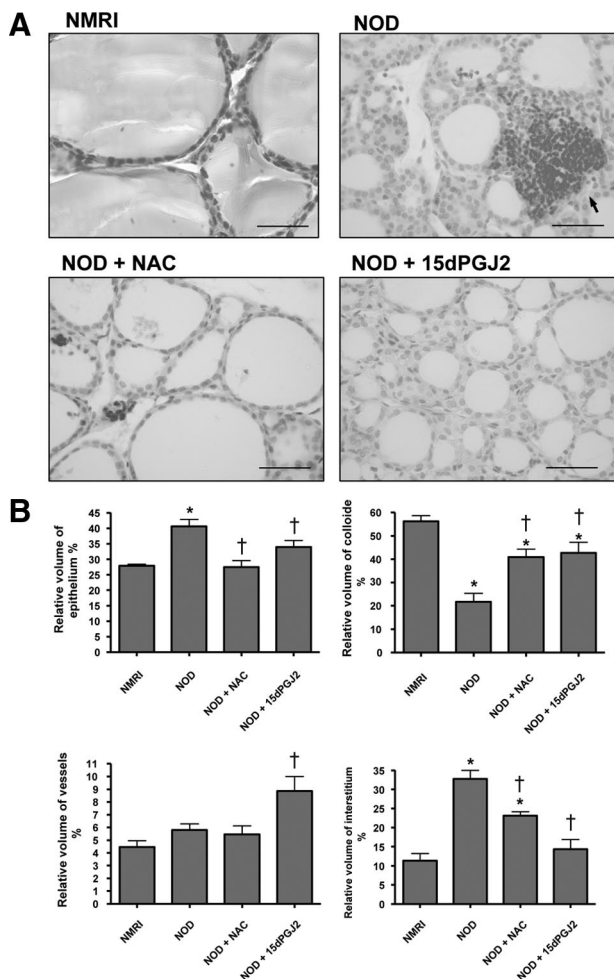 A
NMRI
NOD
NOD + NAC
NOD + 15dPGJ2
B
Relative volume of
epithelium %
45
40
35
30
25
20
15
10
5
0
*
†
†
NMRI
NOD
NOD + NAC
NOD + 15dPGJ2
Relative volume of colloide
%
60
50
40
30
20
10
0
*
†
*
†
*
NMRI
NOD
NOD + NAC
NOD + 15dPGJ2
Relative volume of vessels
%
11
10
9
8
7
6
5
4
3
2
1
0
†
NMRI
NOD
NOD + NAC
NOD + 15dPGJ2
Relative volume of interstitium
%
35
30
25
20
15
10
5
0
*
†
*
†
NMRI
NOD
NOD + NAC
NOD + 15dPGJ2